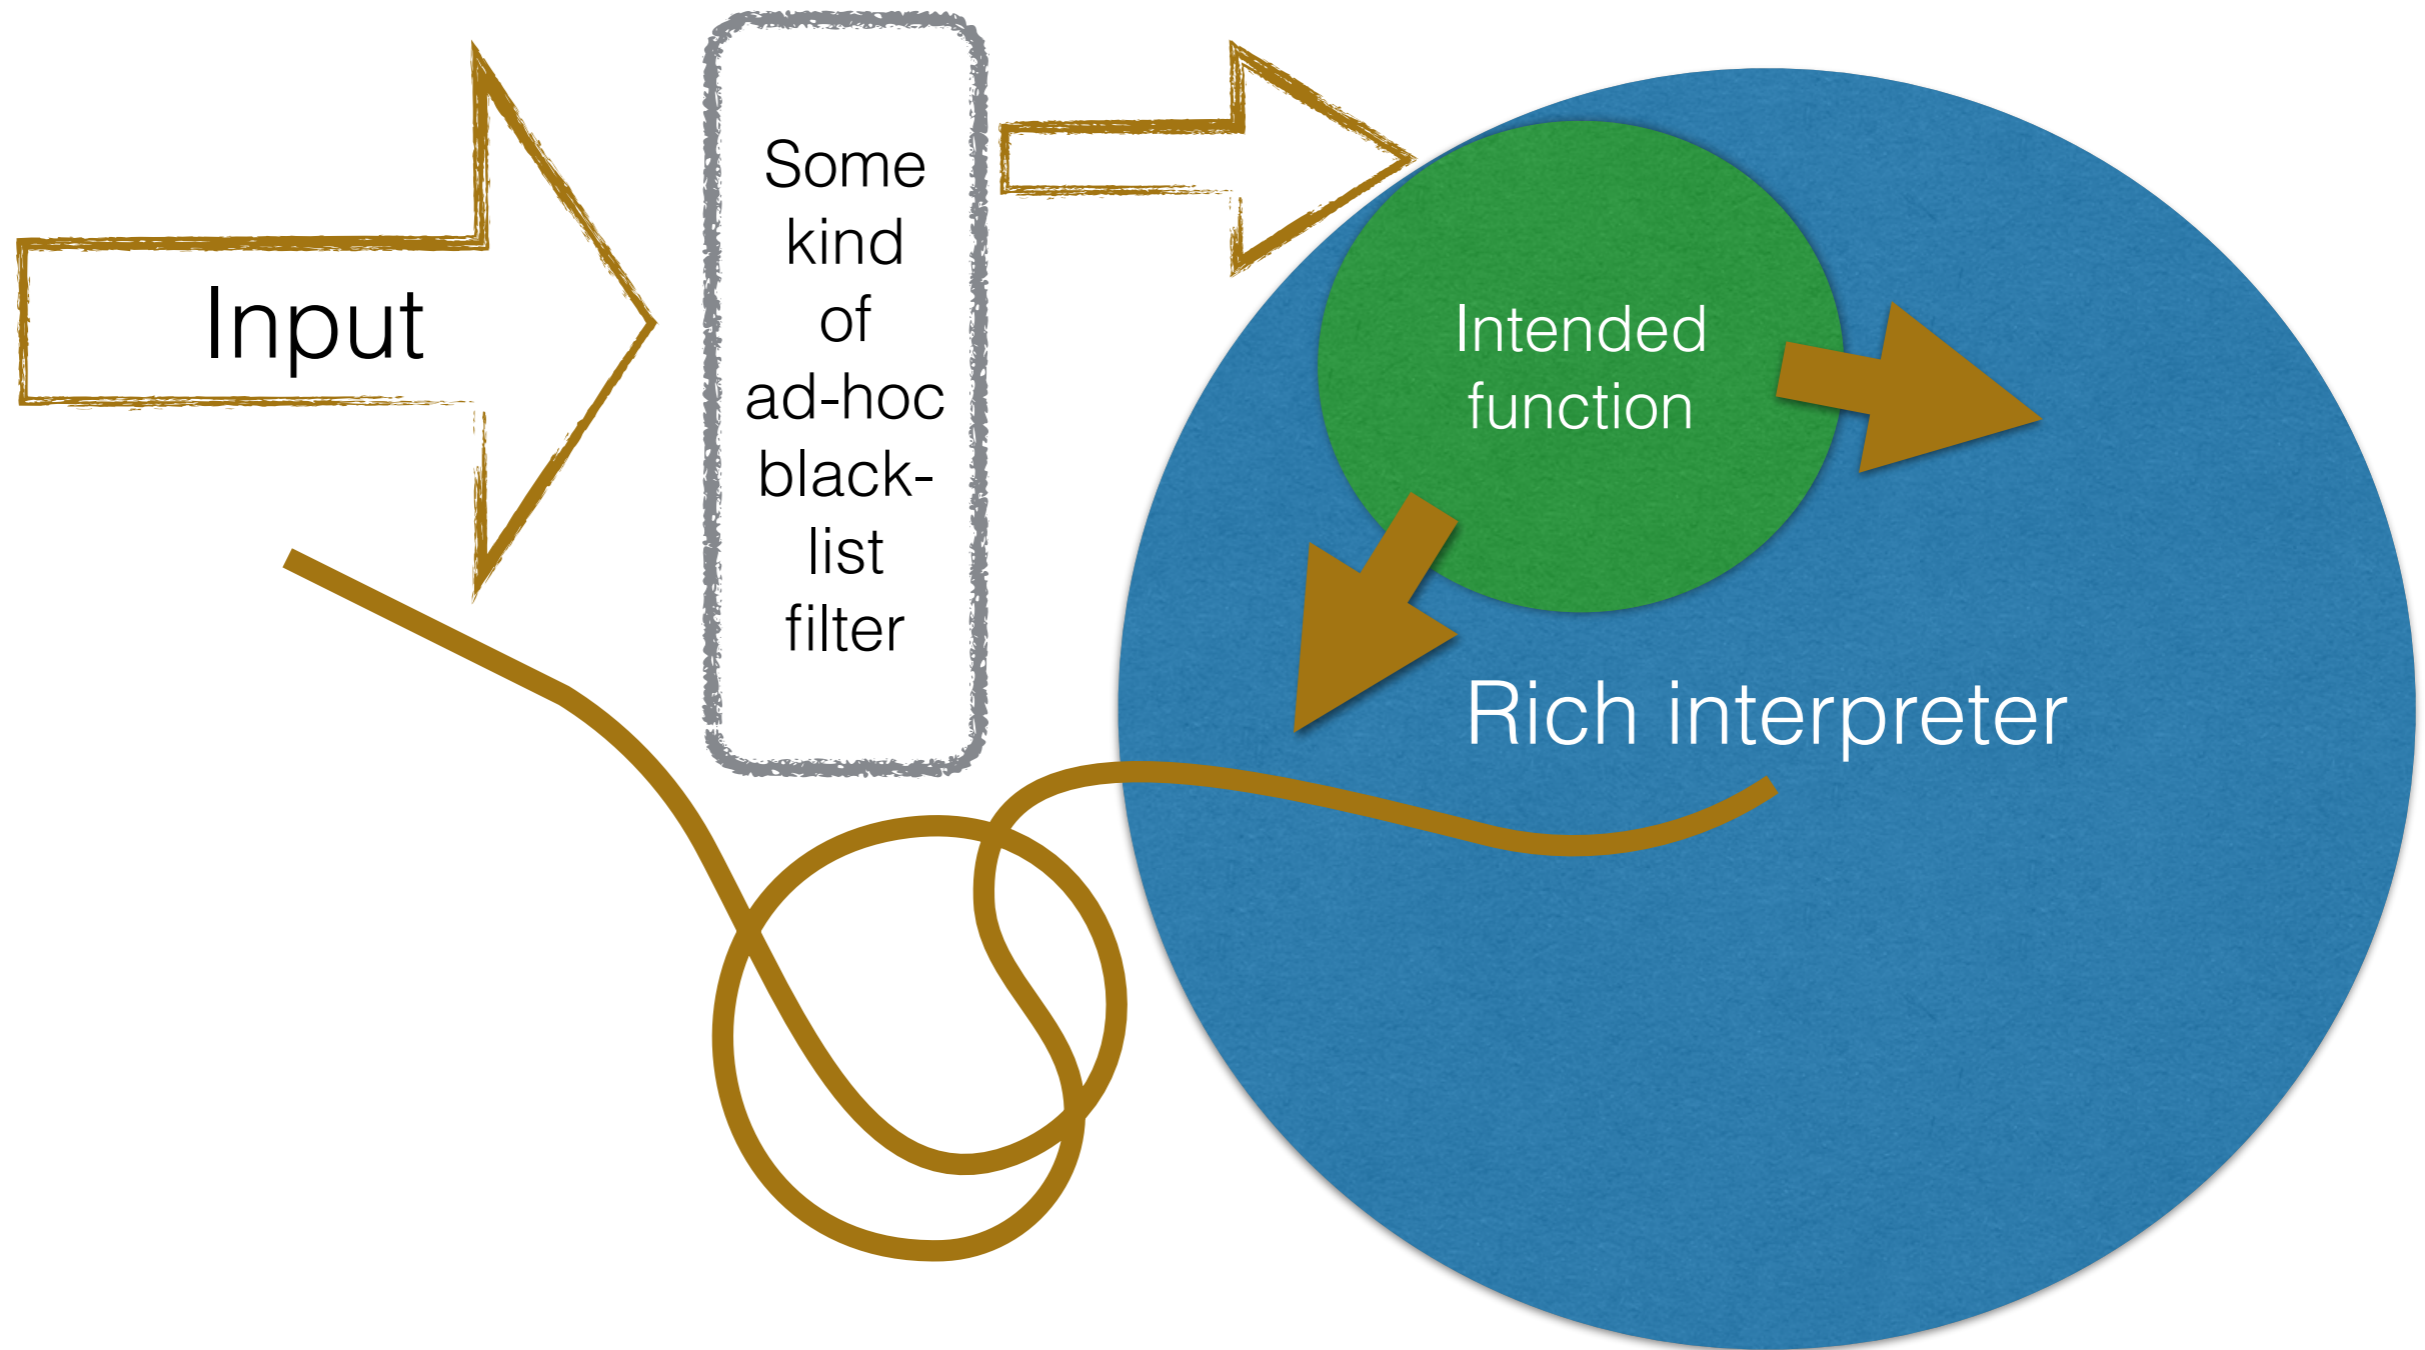 Input
Some
kind
of
ad-hoc
black-
list
filter
Intended
function
Rich interpreter